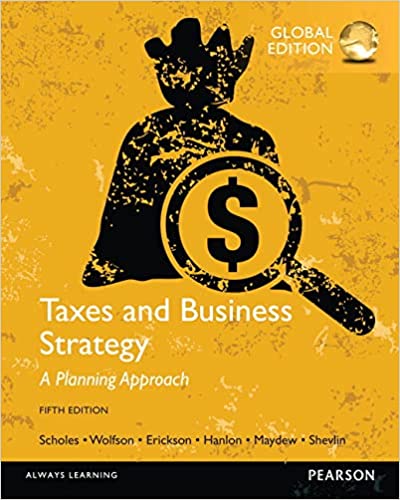 GLOBAL
EDITION
$
Taxes and Business
Strategy
A Planning Approach
FIFTH EDITION
Scholes • Wolfson • Erickson • Hanlon • Maydew • Shevlin
ALWAYS LEARNING
PEARSON